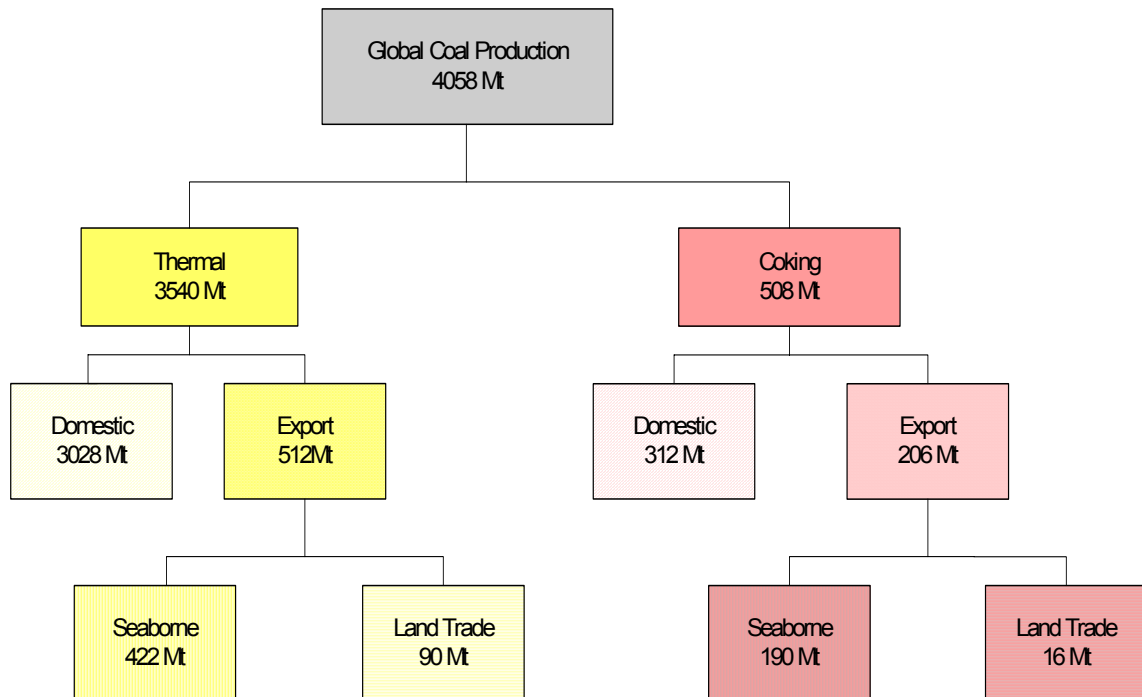 Global Coal Production
4058 Mt
Thermal
3540 Mt
Coking
508 Mt
Domestic
3028 Mt
Export
512Mt
Domestic
312 Mt
Export
206 Mt
Seaborne
422 Mt
Land Trade
90 Mt
Seaborne
190 Mt
Land Trade
16 Mt